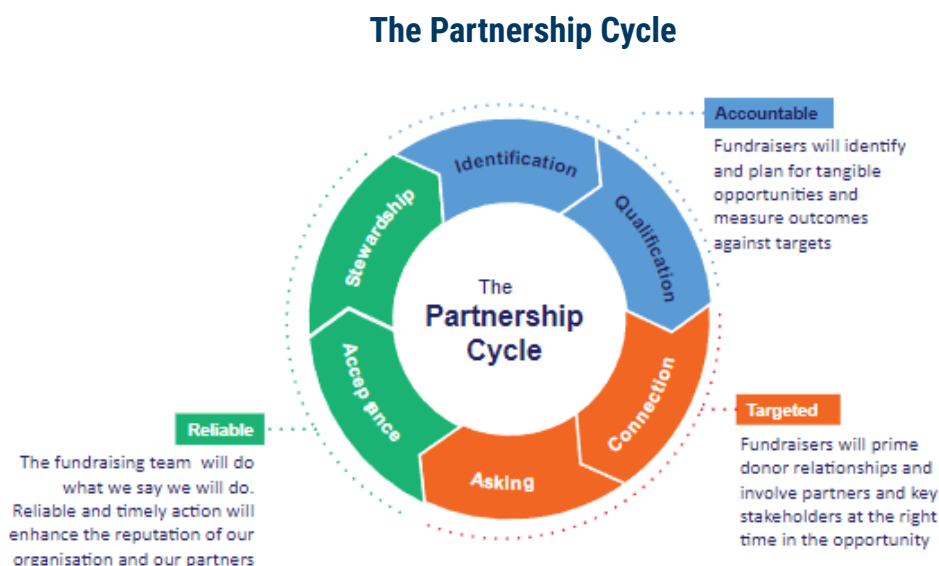 The Partnership Cycle
Identification
Qualification
Connection
Asking
Acceptance
Stewardship
The
Partnership
Cycle
Accountable
Fundraisers will identify
and plan for tangible
opportunities and
measure outcomes
against targets
Targeted
Fundraisers will prime
donor relationships and
involve partners and key
stakeholders at the right
time in the opportunity
Reliable
The fundraising team will do
what we say we will do.
Reliable and timely action will
enhance the reputation of our
organisation and our partners